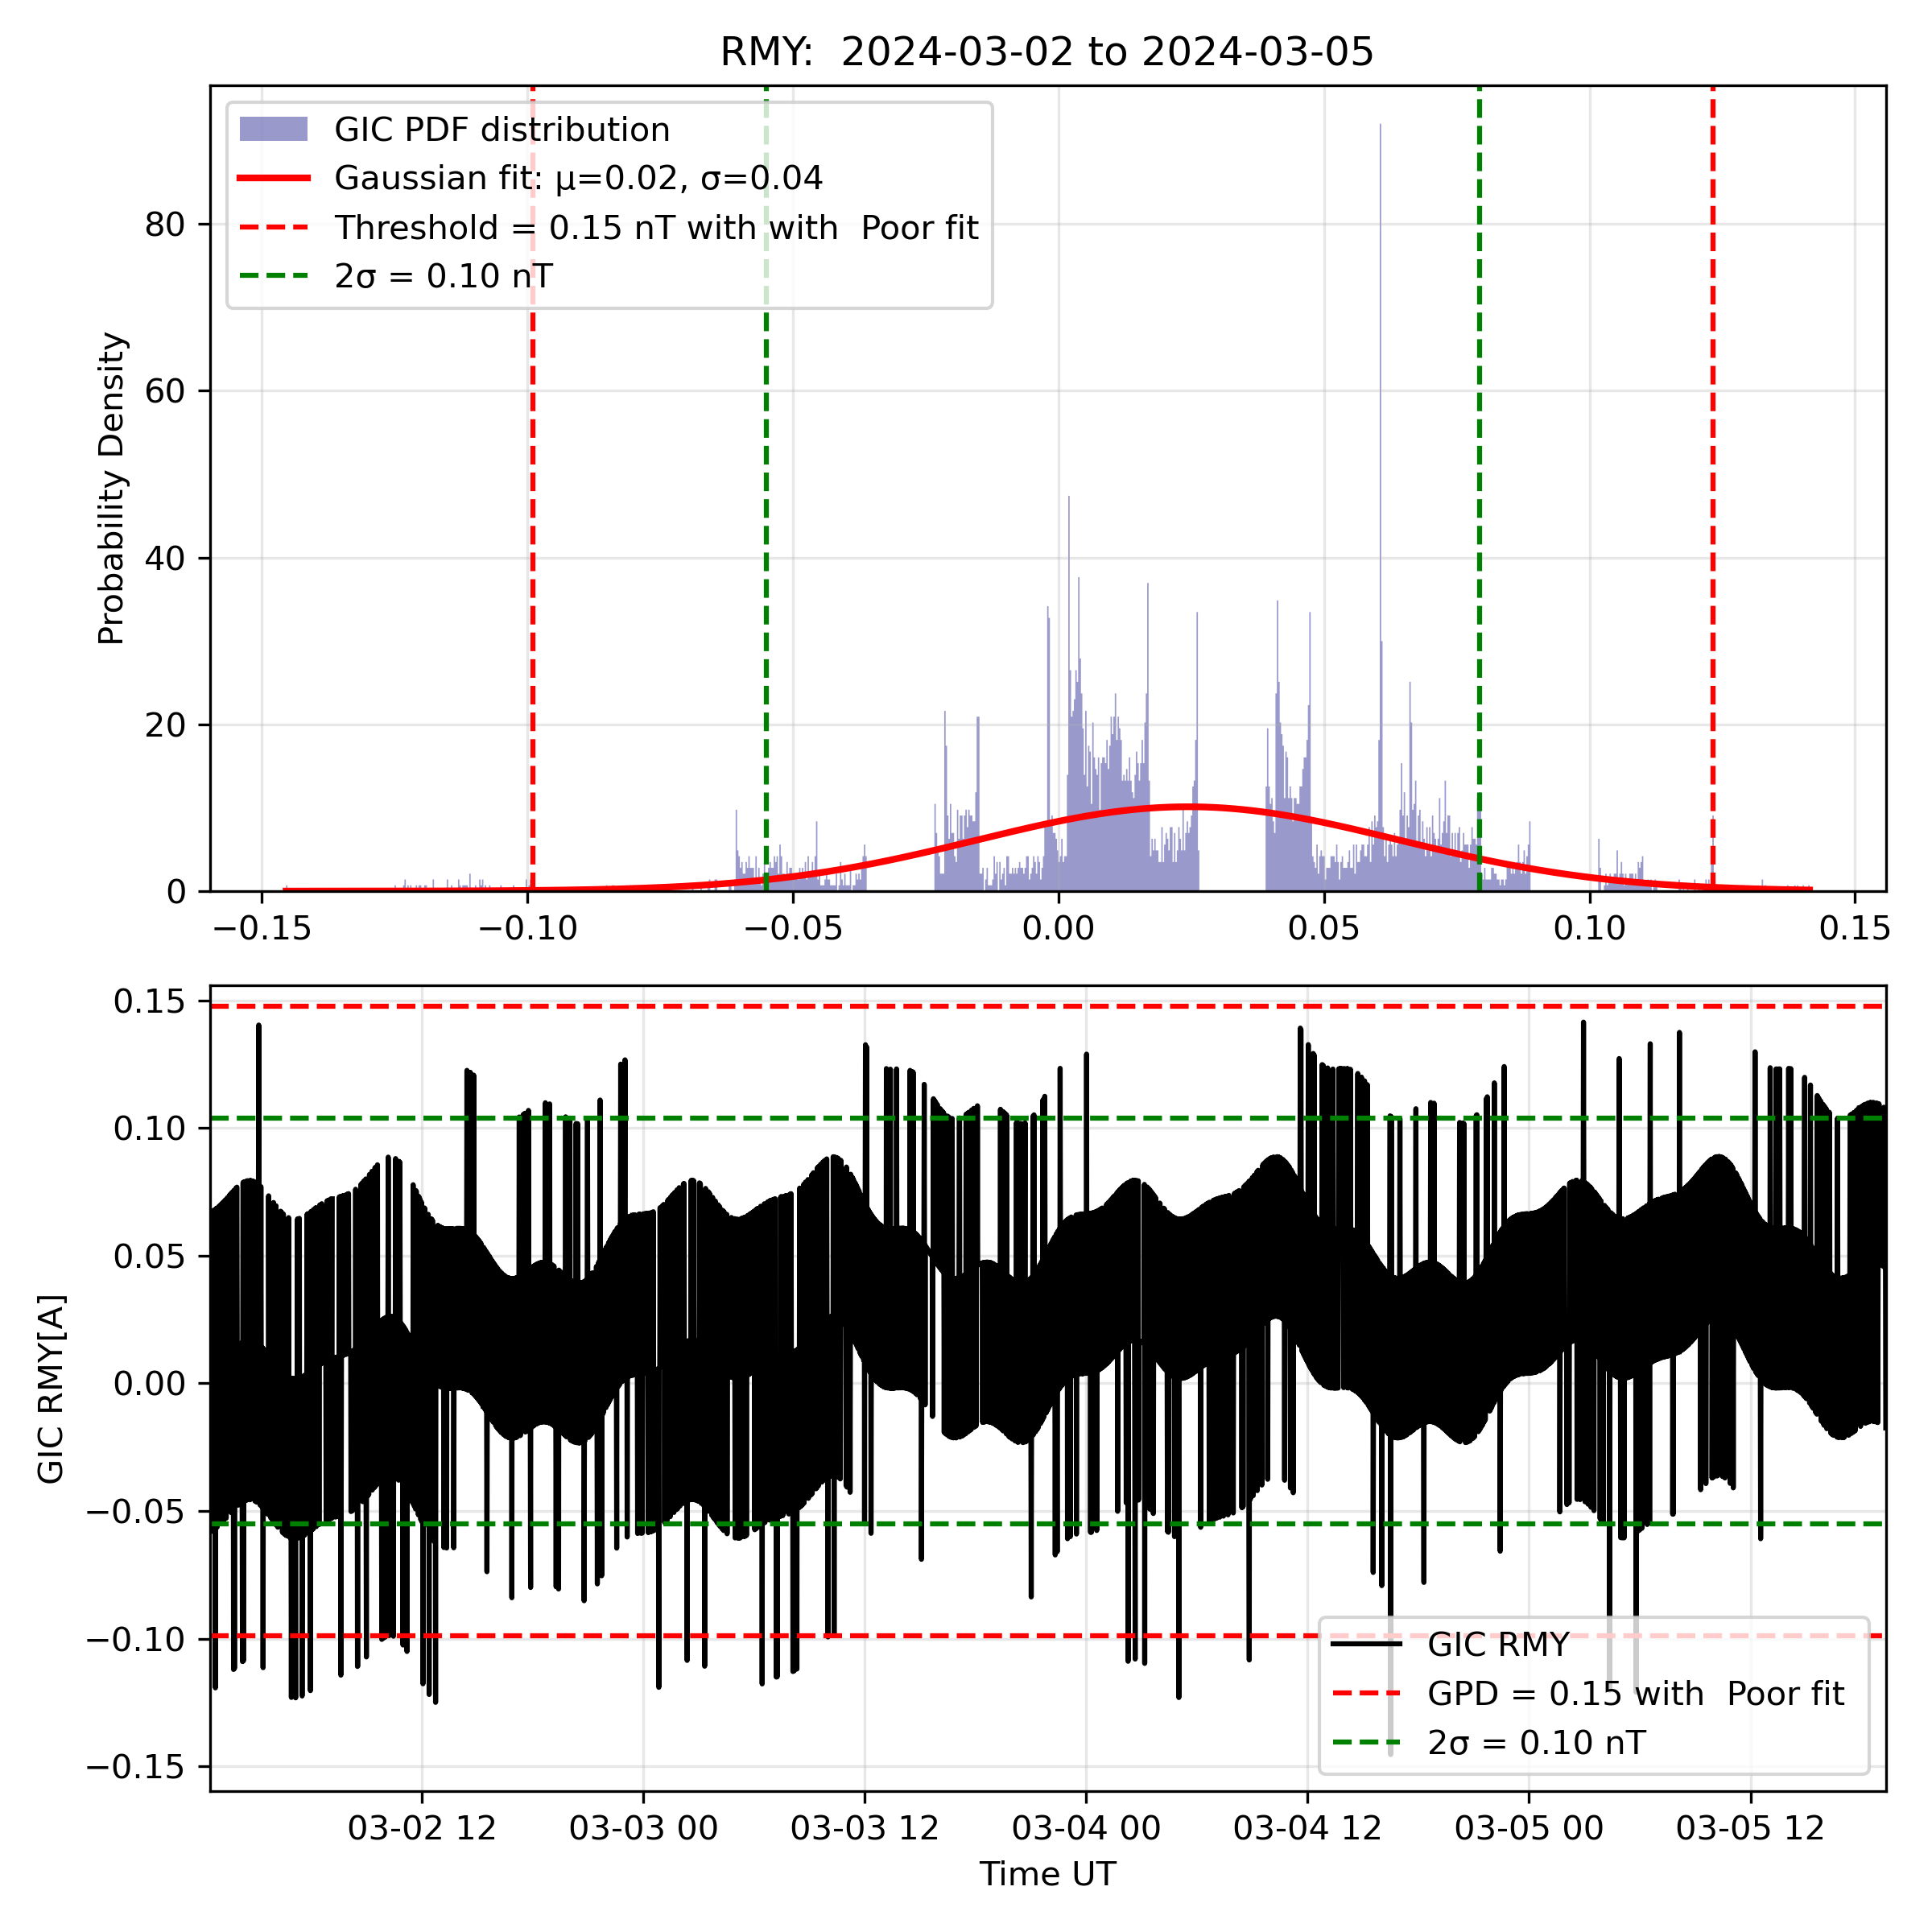 RMY:  2024-03-02 to 2024-03-05
GIC PDF distribution
Gaussian fit: μ=0.02, σ=0.04
Threshold = 0.15 nT with with  Poor fit
2σ = 0.10 nT
Probability Density
80
60
40
20
0
−0.15 −0.10 −0.05 0.00 0.05 0.10 0.15
GIC RMY[A]
0.15
0.10
0.05
0.00
−0.05
−0.10
−0.15
GIC RMY
GPD = 0.15 with  Poor fit
2σ = 0.10 nT
03-02 12 03-03 00 03-03 12 03-04 00 03-04 12 03-05 00 03-05 12
Time UT